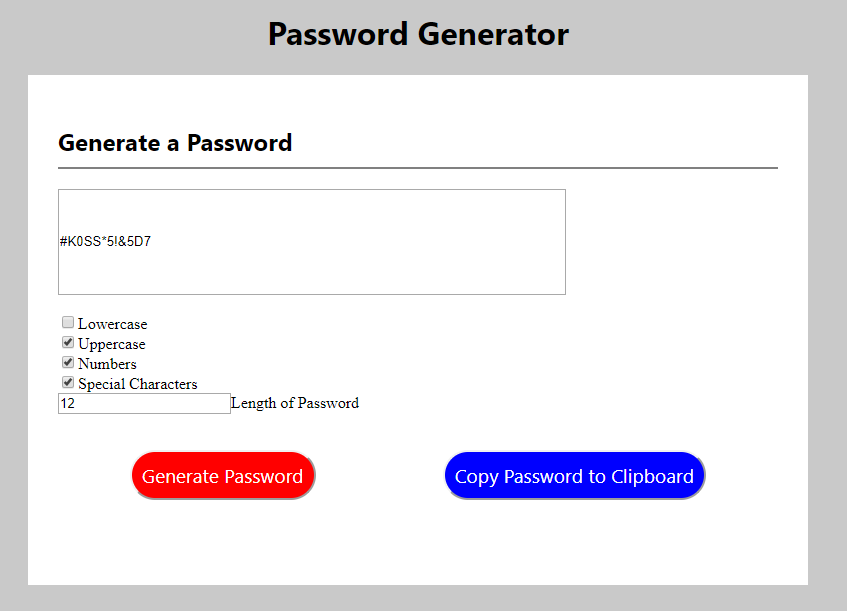 Password Generator
Generate a Password
#K0SS*5!&5D7
Lowercase
Uppercase
Numbers
Special Characters
12 Length of Password
Generate Password Copy Password to Clipboard